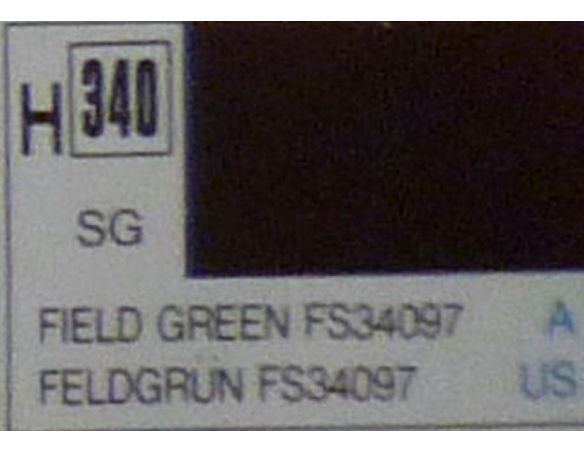 H 340
SG
FIELD GREEN FS34097 A
FELDGRUN FS34097 US